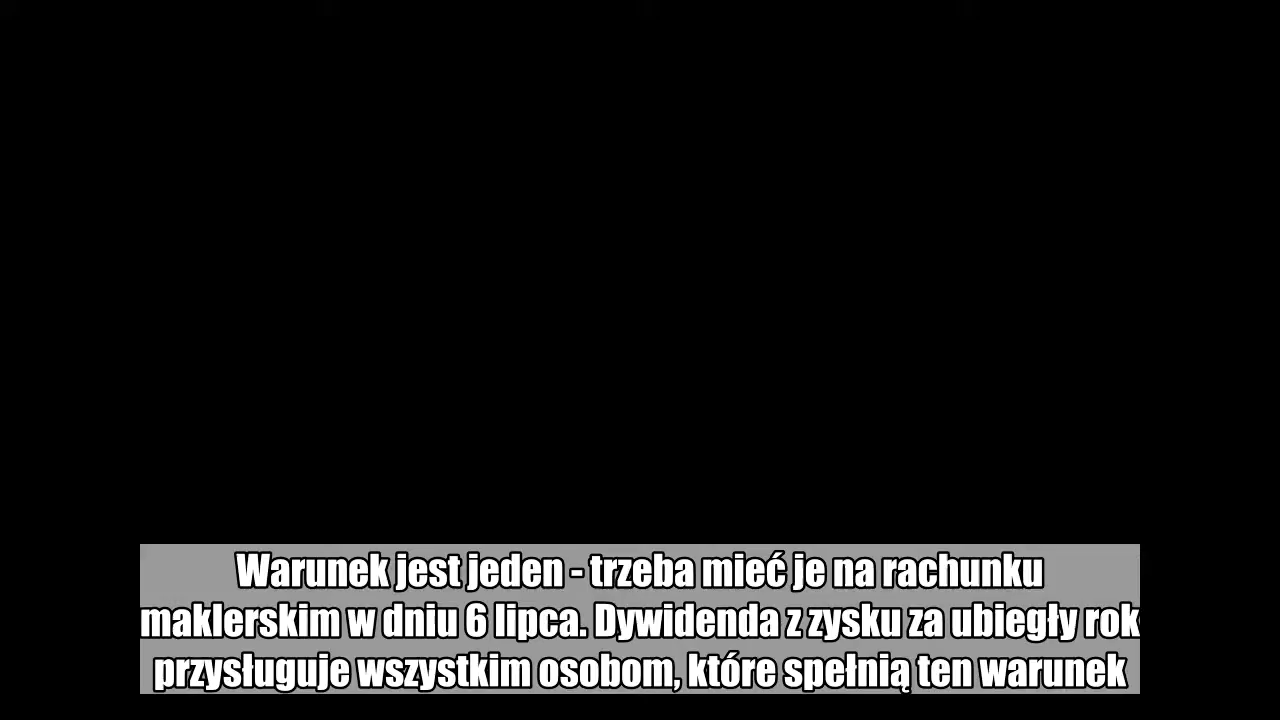 Warunek jest jeden - trzeba mieć je na rachunku
maklerskim w dniu 6 lipca. Dywidenda z zysku za ubiegły rok
przysługuje wszystkim osobom, które spełnią ten warunek